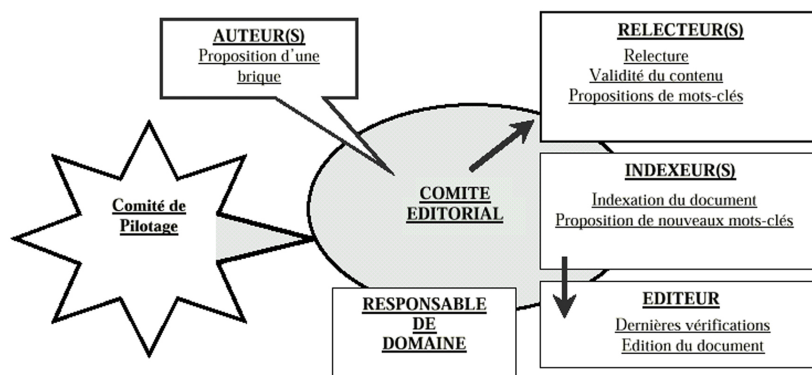 AUTEUR(S)
Proposition d'une
brique
RELECTEUR(S)
Relecture
Validité du contenu
Propositions de mots-clés
Comité de
Pilotage
COMITE
EDITORIAL
INDEXEUR(S)
Indexation du document
Proposition de nouveaux mots-clés
RESPONSABLE
DE
DOMAINE
EDITEUR
Dernières vérifications
Edition du document